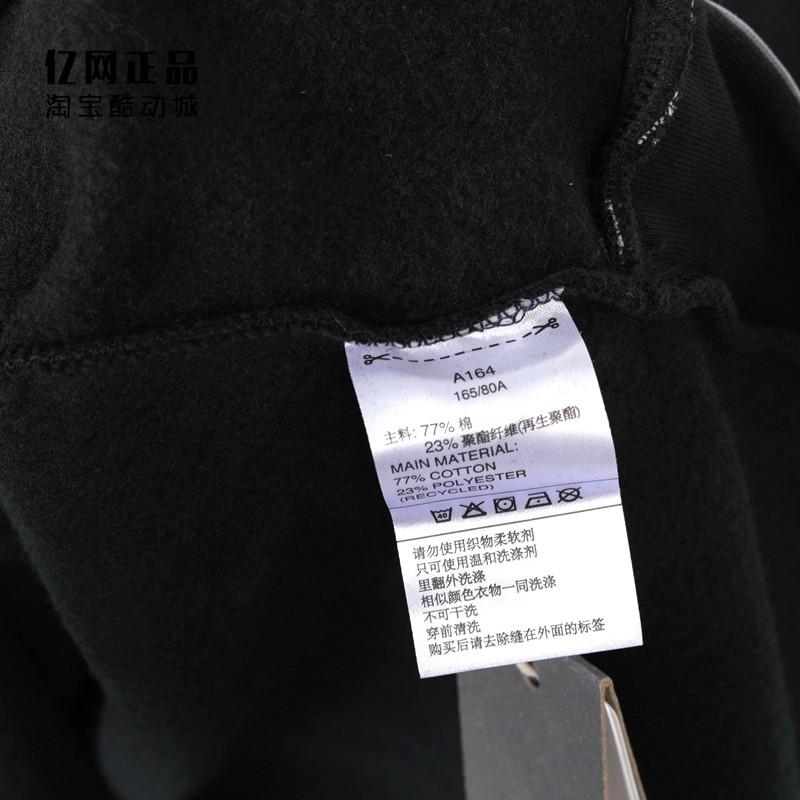 亿网正品
淘宝酷动城
A164
165/80A
主料: 77% 棉
23% 聚酯纤维(再生聚酯)
MAIN MATERIAL:
77% COTTON
23% POLYESTER
(RECYCLED)
40
请勿使用织物柔软剂
只可使用温和洗涤剂
里翻外洗涤
相似颜色衣物一同洗涤
不可干洗
穿前清洗
购买后请去除缝在外面的标签